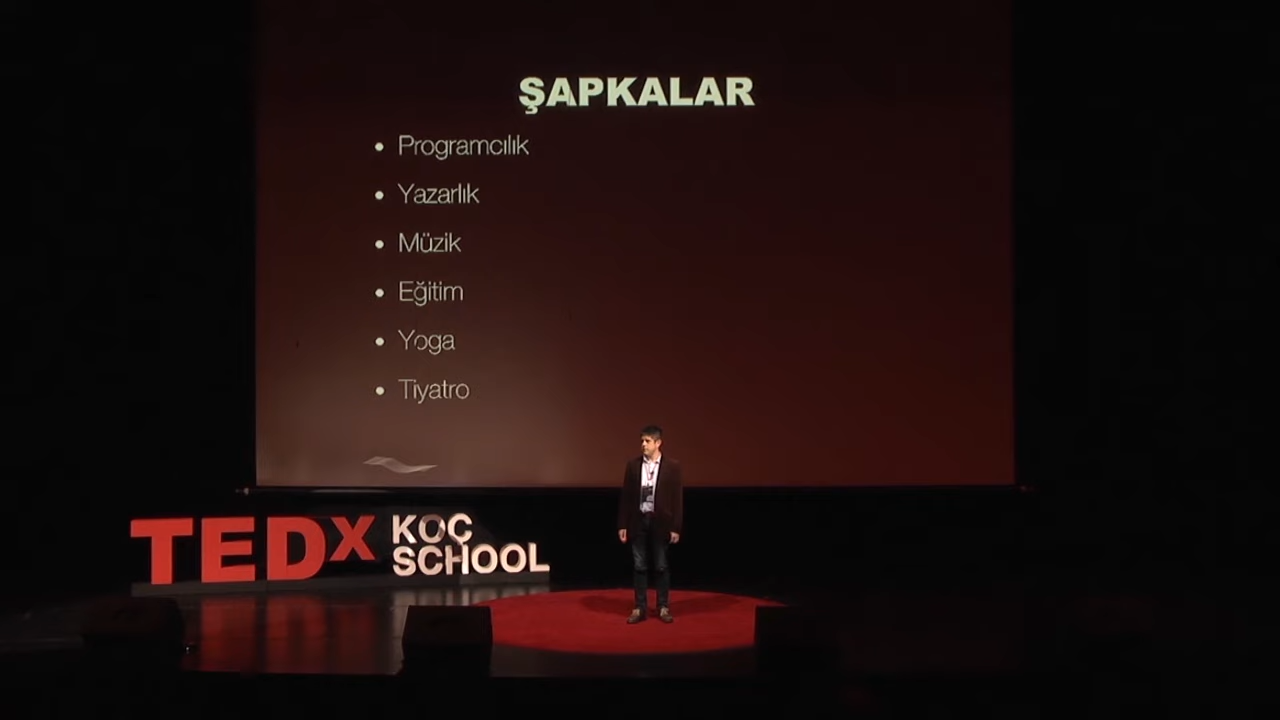 ŞAPKALAR
• Programcılık
• Yazarlık
• Müzik
• Eğitim
• Yoga
• Tiyatro
TEDx KOÇ
SCHOOL